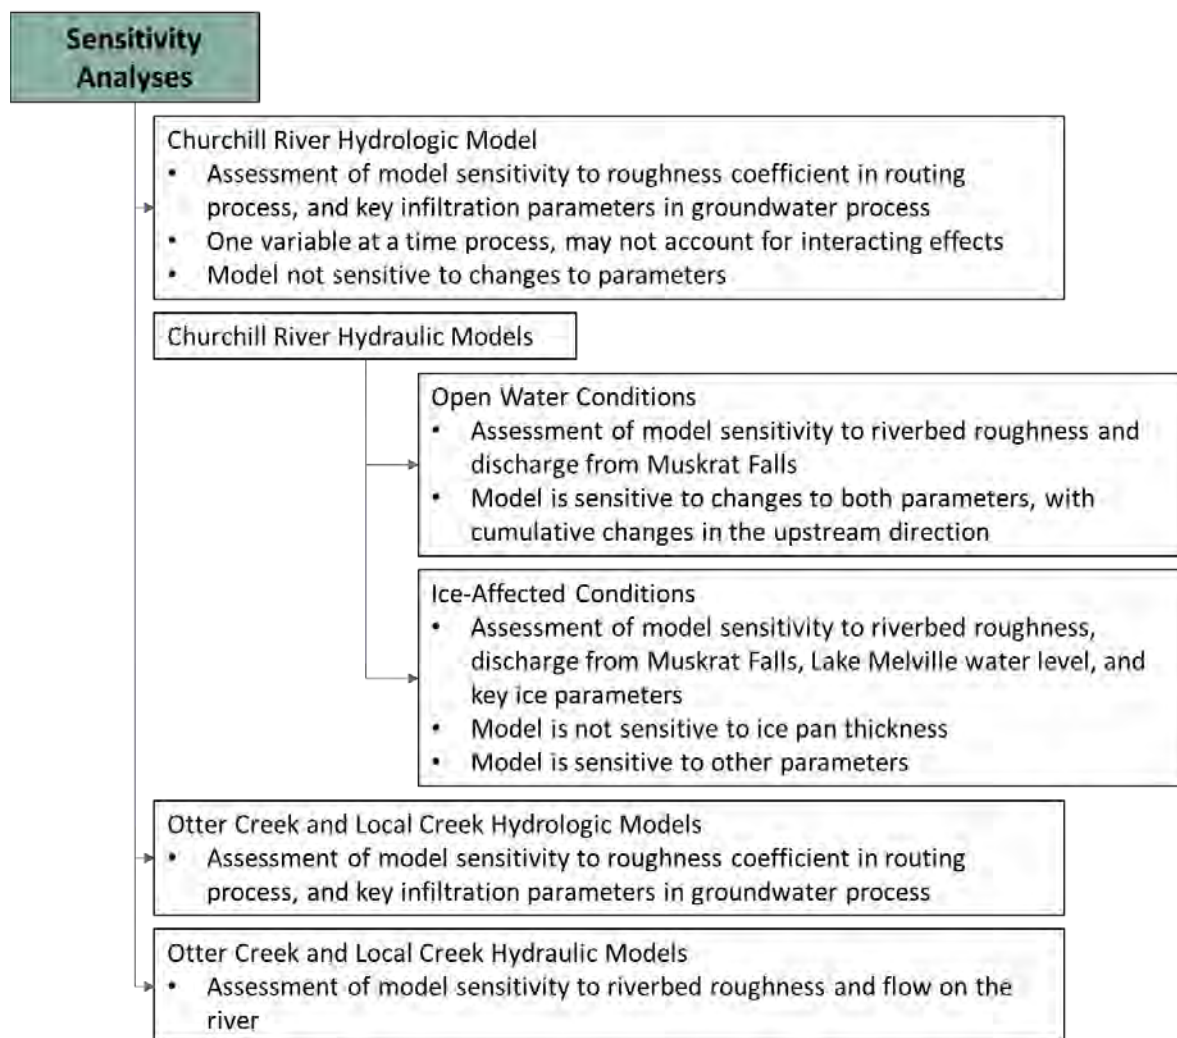 Sensitivity
Analyses
Churchill River Hydrologic Model
• Assessment of model sensitivity to roughness coefficient in routing
process, and key infiltration parameters in groundwater process
• One variable at a time process, may not account for interacting effects
• Model not sensitive to changes to parameters
Churchill River Hydraulic Models
Open Water Conditions
• Assessment of model sensitivity to riverbed roughness and
discharge from Muskrat Falls
• Model is sensitive to changes to both parameters, with
cumulative changes in the upstream direction
Ice-Affected Conditions
• Assessment of model sensitivity to riverbed roughness,
discharge from Muskrat Falls, Lake Melville water level, and
key ice parameters
• Model is not sensitive to ice pan thickness
• Model is sensitive to other parameters
Otter Creek and Local Creek Hydrologic Models
• Assessment of model sensitivity to roughness coefficient in routing
process, and key infiltration parameters in groundwater process
Otter Creek and Local Creek Hydraulic Models
• Assessment of model sensitivity to riverbed roughness and flow on the
river